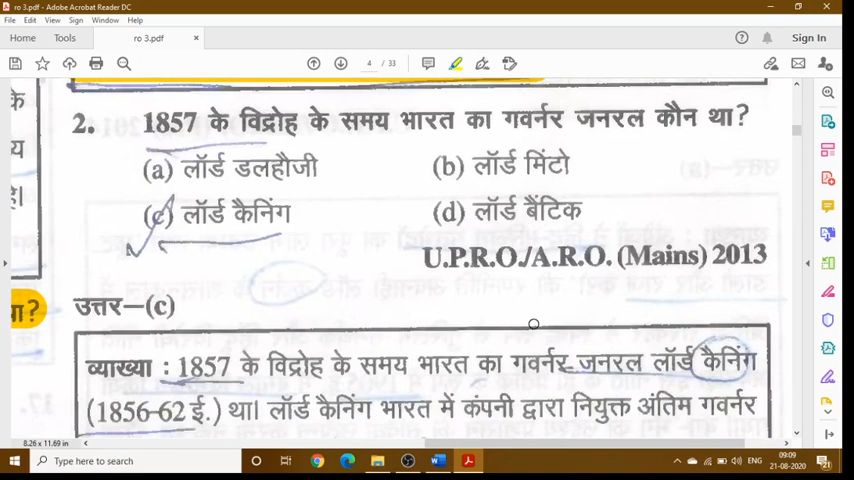 ro 3.pdf - Adobe Acrobat Reader DC
File Edit View Sign Window Help
Home Tools ro 3.pdf × Sign In
4 / 33
के
य
है।
2. 1857 के विद्रोह के समय भारत का गवर्नर जनरल कौन था?
(a) लॉर्ड डलहौजी (b) लॉर्ड मिंटो
(c) लॉर्ड कैनिंग (d) लॉर्ड बैंटिक
U.P.R.O./A.R.O. (Mains) 2013
था?
उत्तर–(c)
व्याख्या : 1857 के विद्रोह के समय भारत का गवर्नर जनरल लॉर्ड कैनिंग
(1856-62 ई.) था। लॉर्ड कैनिंग भारत में कंपनी द्वारा नियुक्त अंतिम गवर्नर
8.26 x 11.69 in
Type here to search
ENG
09:09
21-08-2020